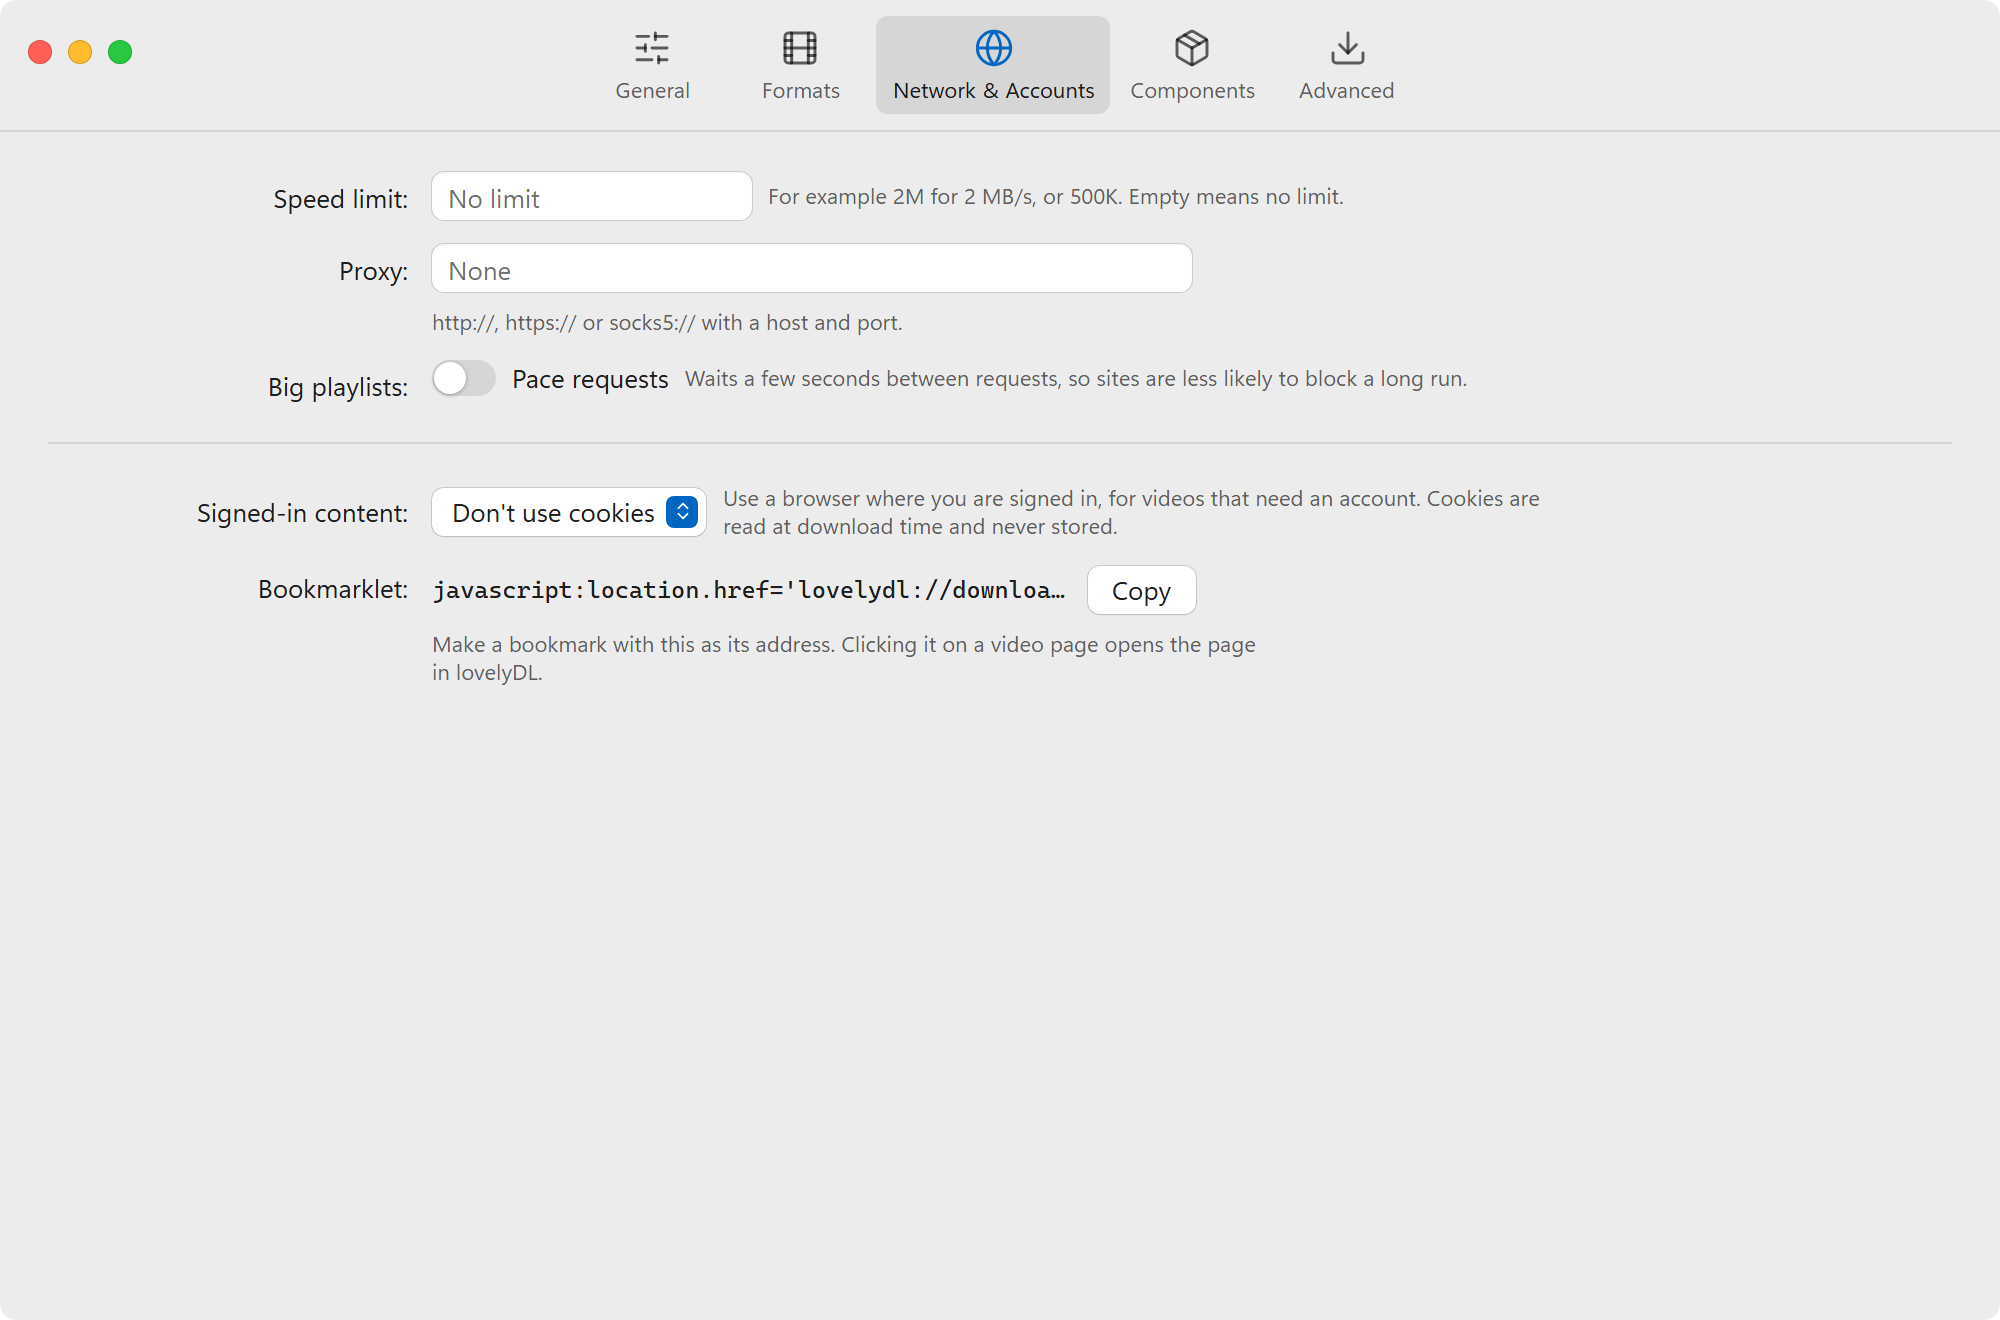 General
Formats
Network & Accounts
Components
Advanced
Speed limit:
No limit
For example 2M for 2 MB/s, or 500K. Empty means no limit.
Proxy:
None
http://, https:// or socks5:// with a host and port.
Big playlists:
Pace requests
Waits a few seconds between requests, so sites are less likely to block a long run.
Signed-in content:
Don't use cookies
Use a browser where you are signed in, for videos that need an account. Cookies are
read at download time and never stored.
Bookmarklet:
javascript:location.href='lovelydl://downloa…
Copy
Make a bookmark with this as its address. Clicking it on a video page opens the page
in lovelyDL.